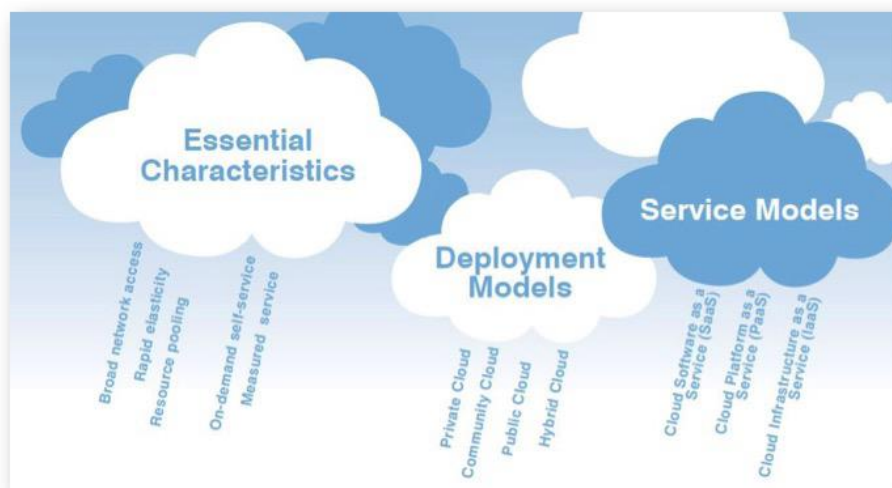 Essential
Characteristics
Broad network access
Rapid elasticity
Resource pooling
On-demand self-service
Measured service
Deployment
Models
Private Cloud
Community Cloud
Public Cloud
Hybrid Cloud
Service Models
Cloud Software as a
Service (SaaS)
Cloud Platform as a
Service (PaaS)
Cloud Infrastructure as a
Service (IaaS)